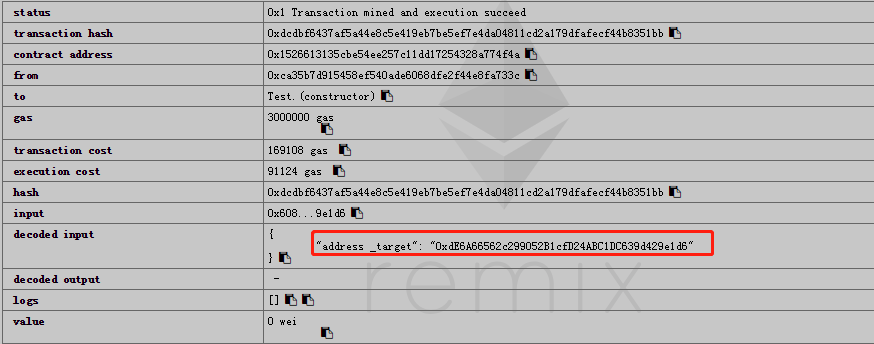 status 0x1 Transaction mined and execution succeed
transaction hash 0xdcdbf6437af5a44e8c5e419eb7be5ef7e4da04811cd2a179dfafecf44b8351bb
contract address 0x1526613135cbe54ee257c11dd17254328a774f4a
from 0xca35b7d915458ef540ade6068dfe2f44e8fa733c
to Test.(constructor)
gas 3000000 gas
transaction cost 169108 gas
execution cost 91124 gas
hash 0xdcdbf6437af5a44e8c5e419eb7be5ef7e4da04811cd2a179dfafecf44b8351bb
input 0x608...9e1d6
decoded input {
"address _target": "0xdE6A66562c299052B1cfD24ABC1DC639d429e1d6"
}
decoded output -
logs []
value 0 wei
remix